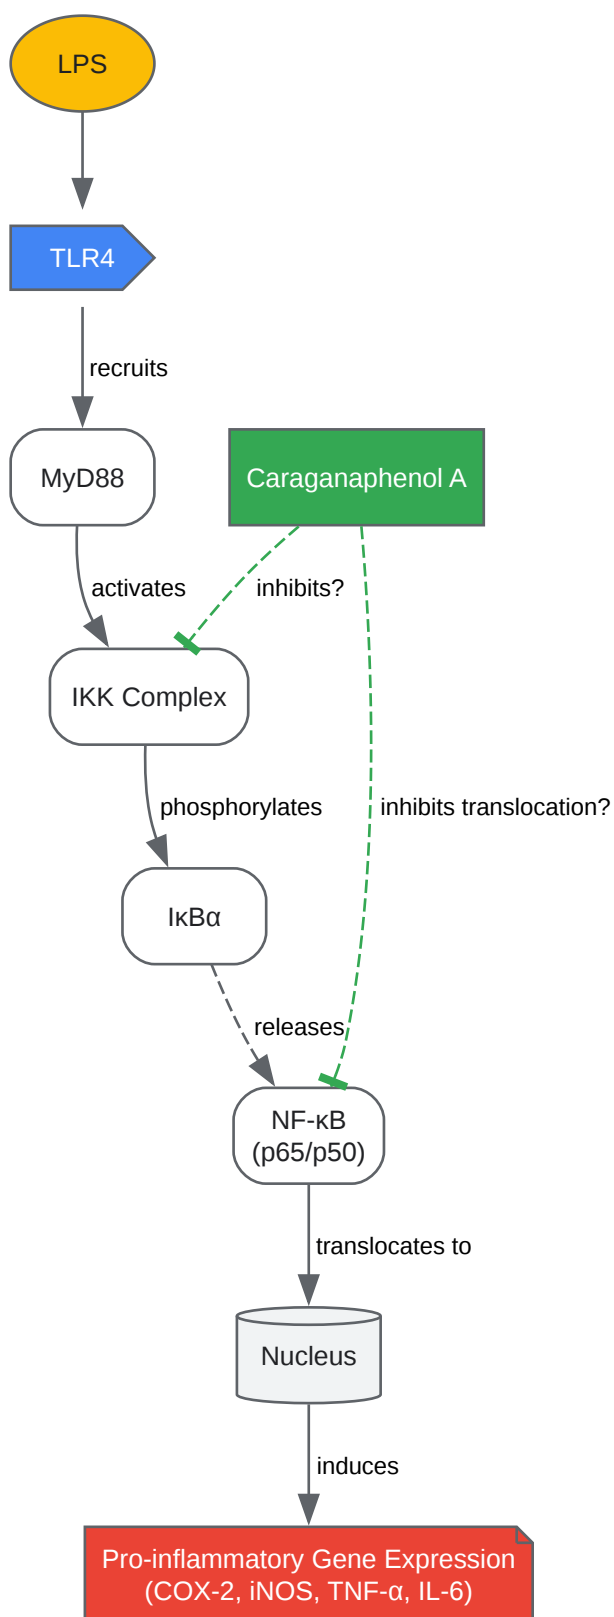 LPS
TLR4
recruits
MyD88
Caraganaphenol A
activates
inhibits?
IKK Complex
phosphorylates
inhibits translocation?
IκBα
releases
NF-κB
(p65/p50)
translocates to
Nucleus
induces
Pro-inflammatory Gene Expression
(COX-2, iNOS, TNF-α, IL-6)